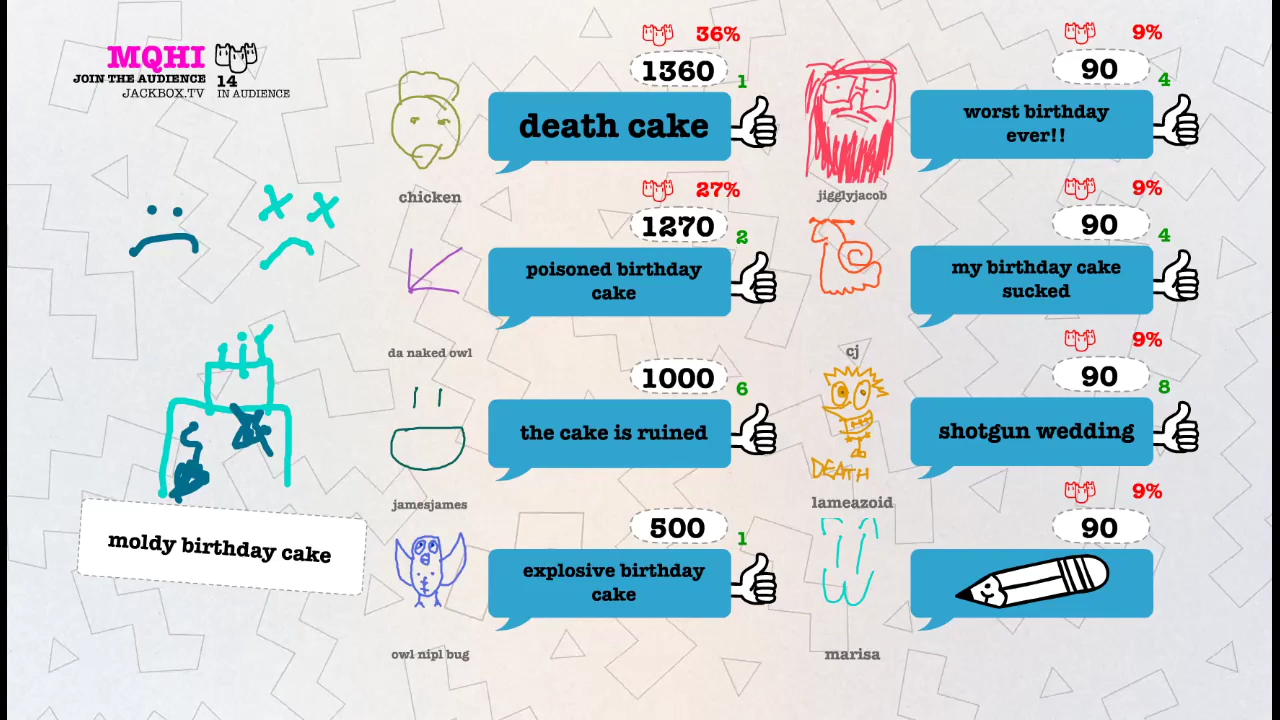 MQHI
JOIN THE AUDIENCE
JACKBOX.TV
14
IN AUDIENCE
moldy birthday cake
36%
1360
1
death cake
chicken
27%
1270
2
poisoned birthday
cake
da naked owl
1000
6
the cake is ruined
jamesjames
500
1
explosive birthday
cake
owl nipl bug
9%
90
4
worst birthday
ever!!
jigglyjacob
9%
90
4
my birthday cake
sucked
cj
9%
90
8
shotgun wedding
DEATH
lameazoid
9%
90
marisa